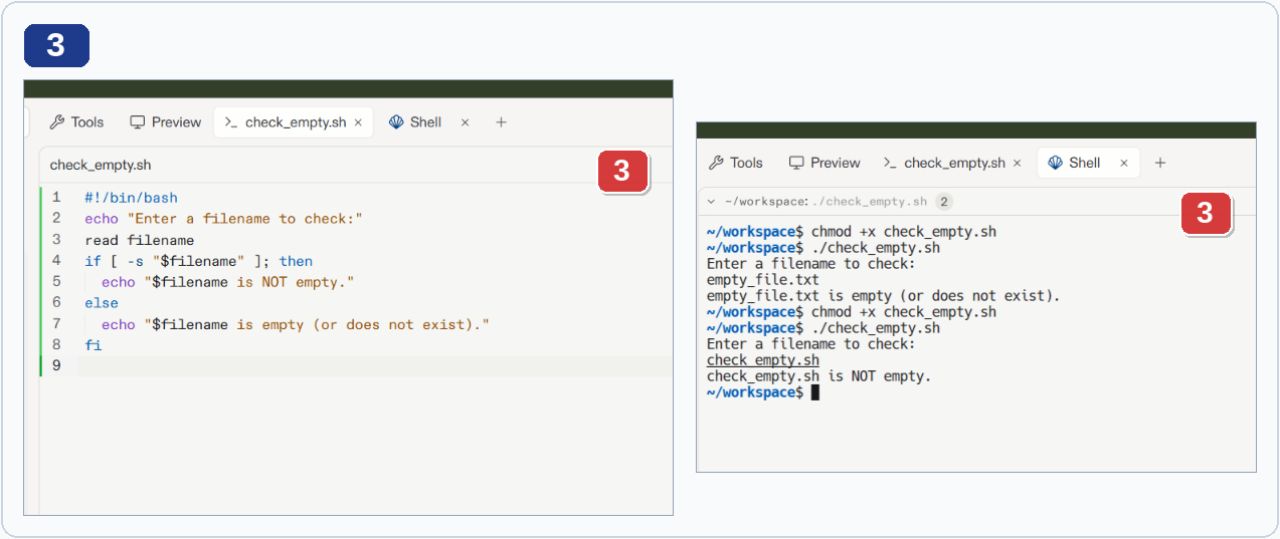 3
Tools Preview >_ check_empty.sh × Shell × +
check_empty.sh
3
1 #!/bin/bash
2 echo "Enter a filename to check:"
3 read filename
4 if [ -s "$filename" ]; then
5 echo "$filename is NOT empty."
6 else
7 echo "$filename is empty (or does not exist)."
8 fi
9
Tools Preview >_ check_empty.sh × Shell × +
~/workspace: ./check_empty.sh 2
3
~/workspace$ chmod +x check_empty.sh
~/workspace$ ./check_empty.sh
Enter a filename to check:
empty_file.txt
empty_file.txt is empty (or does not exist).
~/workspace$ chmod +x check_empty.sh
~/workspace$ ./check_empty.sh
Enter a filename to check:
check_empty.sh
check_empty.sh is NOT empty.
~/workspace$